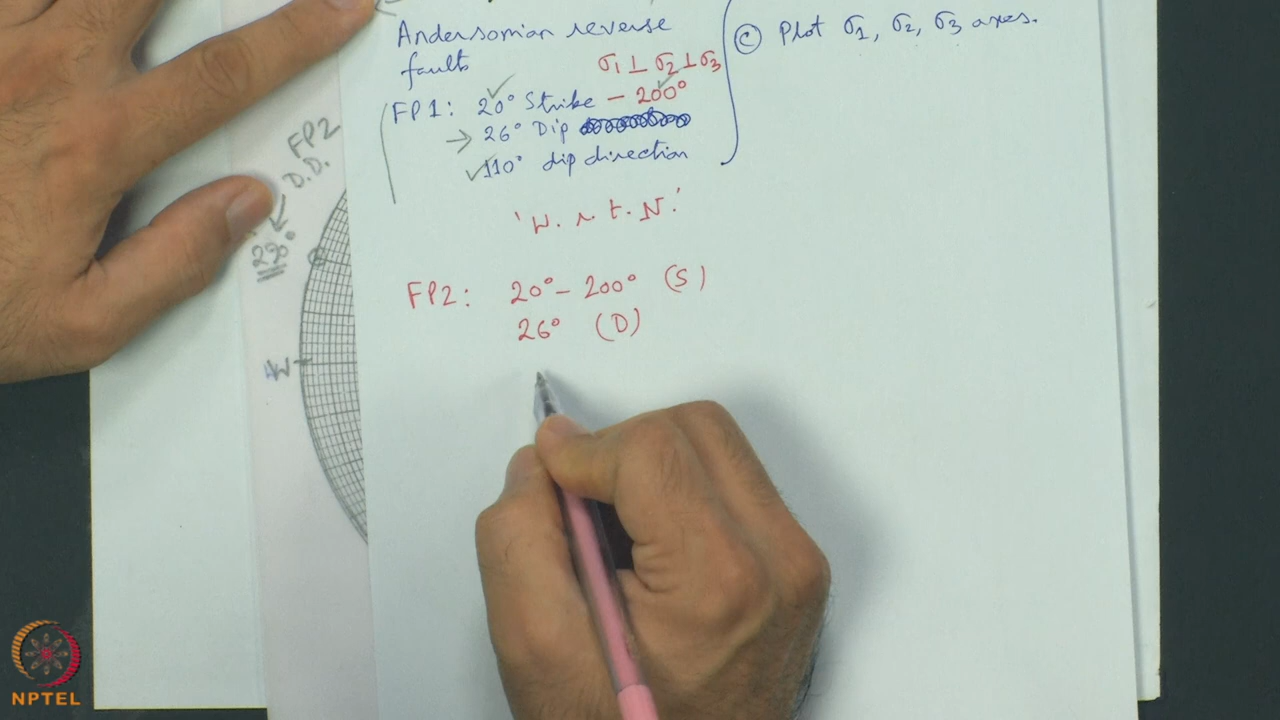 Andersonian reverse
faults
σ1 ⊥ σ2 ⊥ σ3
FP1: 20° Strike – 200°
→ 26° Dip
110° dip direction
© Plot σ1, σ2, σ3 axes.
'W. r. t. N.'
FP2: 20° – 200° (S)
26° (D)
FP2
D.D.
290°
W
NPTEL